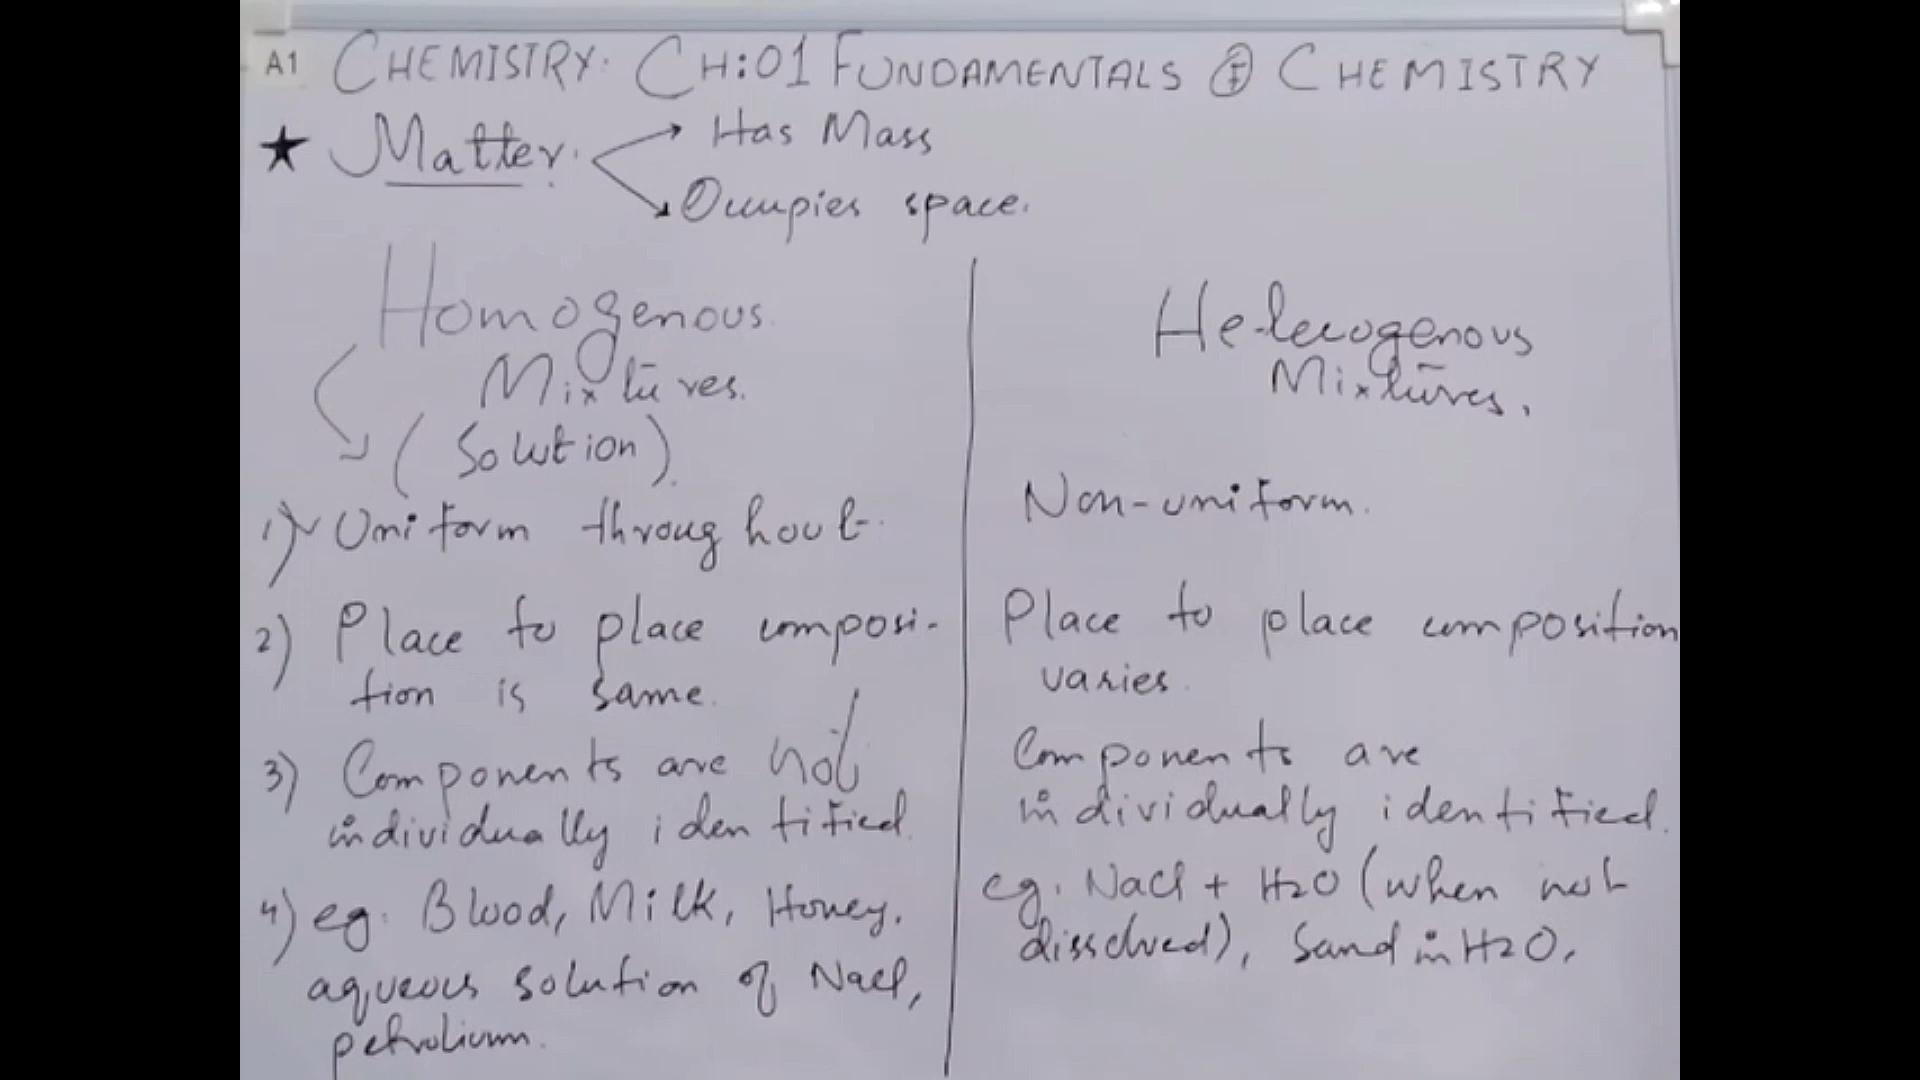 A1 CHEMISTRY: CH:01 FUNDAMENTALS OF CHEMISTRY
★ Matter: Has Mass
Occupies space.
Homogenous
Mixtures.
(Solution).
1) Uniform throughout.
2) Place to place composi-
tion is same.
3) Components are not
individually identified.
4) eg: Blood, Milk, Honey,
aqueous solution of NaCl,
petrolium.
Heterogenous
Mixtures.
Non-uniform.
Place to place composition
varies.
Components are
individually identified.
eg. NaCl + H2O (when not
dissolved), Sand in H2O.